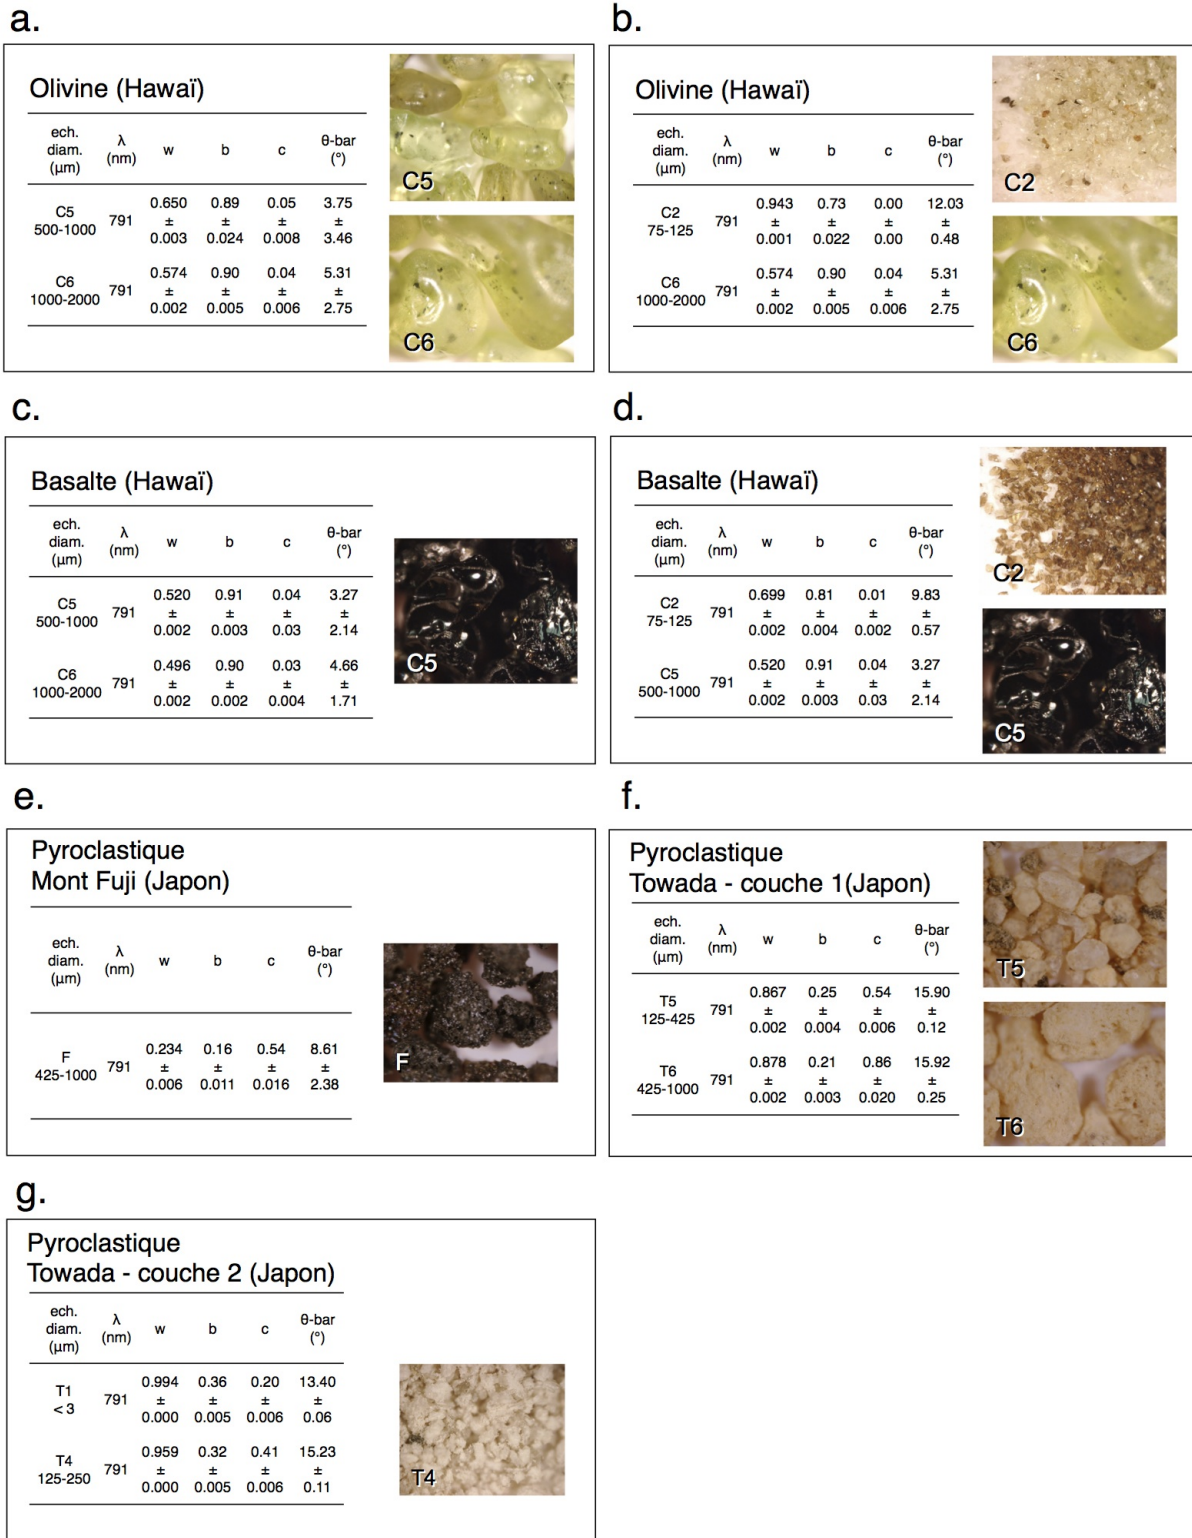 a.
Olivine (Hawaï)
ech.
diam.
(μm)
λ
(nm)
w
b
c
θ-bar
(°)
C5
500-1000
791
0.650
±
0.003
0.89
±
0.024
0.05
±
0.008
3.75
±
3.46
C6
1000-2000
791
0.574
±
0.002
0.90
±
0.005
0.04
±
0.006
5.31
±
2.75
C5
C6
b.
Olivine (Hawaï)
ech.
diam.
(μm)
λ
(nm)
w
b
c
θ-bar
(°)
C2
75-125
791
0.943
±
0.001
0.73
±
0.022
0.00
±
0.00
12.03
±
0.48
C6
1000-2000
791
0.574
±
0.002
0.90
±
0.005
0.04
±
0.006
5.31
±
2.75
C2
C6
c.
Basalte (Hawaï)
ech.
diam.
(μm)
λ
(nm)
w
b
c
θ-bar
(°)
C5
500-1000
791
0.520
±
0.002
0.91
±
0.003
0.04
±
0.03
3.27
±
2.14
C6
1000-2000
791
0.496
±
0.002
0.90
±
0.002
0.03
±
0.004
4.66
±
1.71
C5
d.
Basalte (Hawaï)
ech.
diam.
(μm)
λ
(nm)
w
b
c
θ-bar
(°)
C2
75-125
791
0.699
±
0.002
0.81
±
0.004
0.01
±
0.002
9.83
±
0.57
C5
500-1000
791
0.520
±
0.002
0.91
±
0.003
0.04
±
0.03
3.27
±
2.14
C2
C5
e.
Pyroclastique
Mont Fuji (Japon)
ech.
diam.
(μm)
λ
(nm)
w
b
c
θ-bar
(°)
F
425-1000
791
0.234
±
0.006
0.16
±
0.011
0.54
±
0.016
8.61
±
2.38
F
f.
Pyroclastique
Towada - couche 1(Japon)
ech.
diam.
(μm)
λ
(nm)
w
b
c
θ-bar
(°)
T5
125-425
791
0.867
±
0.002
0.25
±
0.004
0.54
±
0.006
15.90
±
0.12
T6
425-1000
791
0.878
±
0.002
0.21
±
0.003
0.86
±
0.020
15.92
±
0.25
T5
T6
g.
Pyroclastique
Towada - couche 2 (Japon)
ech.
diam.
(μm)
λ
(nm)
w
b
c
θ-bar
(°)
T1
< 3
791
0.994
±
0.000
0.36
±
0.005
0.20
±
0.006
13.40
±
0.06
T4
125-250
791
0.959
±
0.000
0.32
±
0.005
0.41
±
0.006
15.23
±
0.11
T4